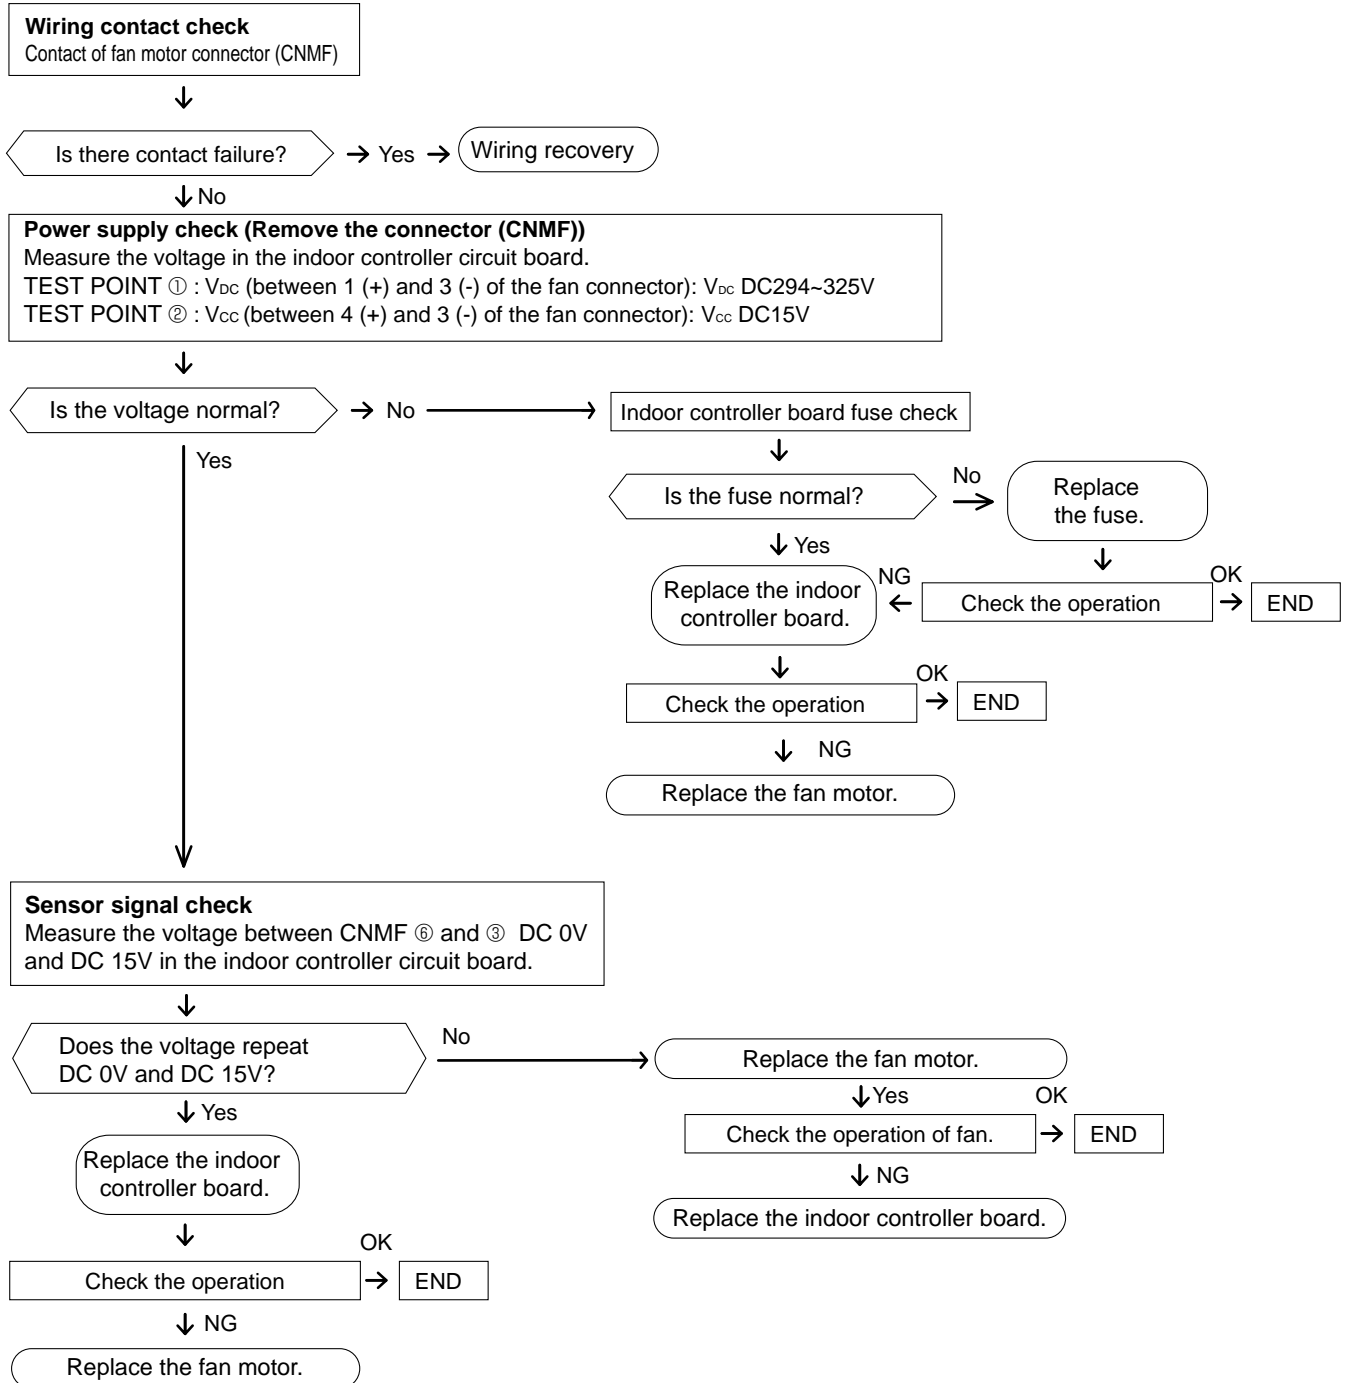 Wiring contact check
Contact of fan motor connector (CNMF)
Is there contact failure?
Yes
Wiring recovery
No
Power supply check (Remove the connector (CNMF))
Measure the voltage in the indoor controller circuit board.
TEST POINT ① : VDC (between 1 (+) and 3 (-) of the fan connector): VDC DC294~325V
TEST POINT ② : VCC (between 4 (+) and 3 (-) of the fan connector): VCC DC15V
Is the voltage normal?
No
Indoor controller board fuse check
Yes
Is the fuse normal?
No
Replace
the fuse.
Yes
Replace the indoor
controller board.
NG
Check the operation
OK
END
Check the operation
OK
END
NG
Replace the fan motor.
Sensor signal check
Measure the voltage between CNMF ⑥ and ③ DC 0V
and DC 15V in the indoor controller circuit board.
Does the voltage repeat
DC 0V and DC 15V?
No
Replace the fan motor.
Yes
Check the operation of fan.
OK
END
NG
Replace the indoor controller board.
Yes
Replace the indoor
controller board.
Check the operation
OK
END
NG
Replace the fan motor.